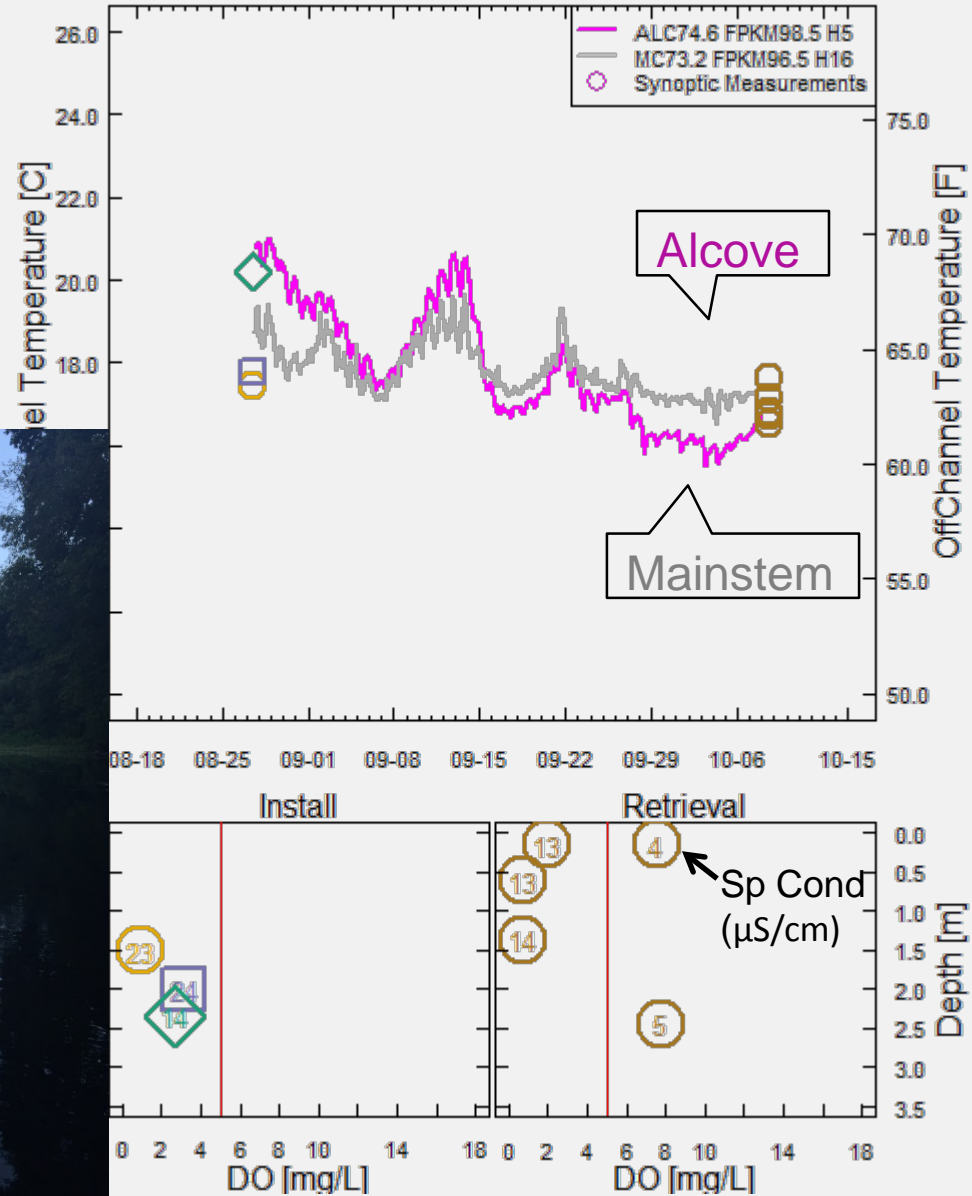 ALC74.6 FPKM98.5 H5
MC73.2 FPKM96.5 H16
Synoptic Measurements
26.0
24.0
22.0
20.0
18.0
Temperature [C]
75.0
70.0
65.0
60.0
55.0
50.0
OffChannel Temperature [F]
Alcove
Mainstem
08-18 08-25 09-01 09-08 09-15 09-22 09-29 10-06 10-15
Install
Retrieval
23
24
14
13
13
14
4
5
Sp Cond
(µS/cm)
0.0
0.5
1.0
1.5
2.0
2.5
3.0
3.5
Depth [m]
0 2 4 6 8 10 14 18
0 2 4 6 8 10 14 18
DO [mg/L]
DO [mg/L]